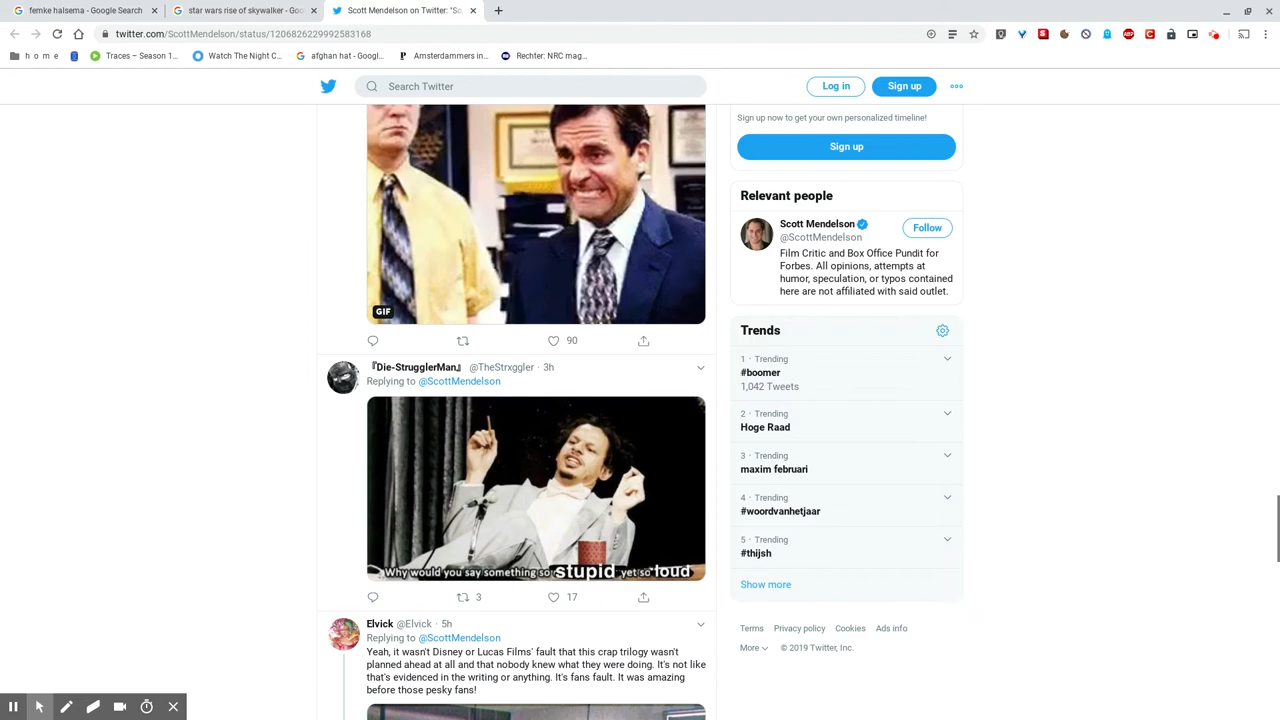 femke halsema - Google Search
star wars rise of skywalker - Goo
Scott Mendelson on Twitter: "So
twitter.com/ScottMendelson/status/1206826229992583168
h o m e
Traces – Season 1...
Watch The Night C...
afghan hat - Googl...
Amsterdammers in...
Rechter: NRC mag...
Search Twitter
Log in
Sign up
Sign up now to get your own personalized timeline!
Sign up
GIF
90
『Die-StrugglerMan』 @TheStrxggler · 3h
Replying to @ScottMendelson
Why would you say something so stupid yet so loud
3
17
Elvick @Elvick · 5h
Replying to @ScottMendelson
Yeah, it wasn't Disney or Lucas Films' fault that this crap trilogy wasn't
planned ahead at all and that nobody knew what they were doing. It's not like
that's evidenced in the writing or anything. It's fans fault. It was amazing
before those pesky fans!
Relevant people
Scott Mendelson
@ScottMendelson
Follow
Film Critic and Box Office Pundit for
Forbes. All opinions, attempts at
humor, speculation, or typos contained
here are not affiliated with said outlet.
Trends
1 · Trending
#boomer
1,042 Tweets
2 · Trending
Hoge Raad
3 · Trending
maxim februari
4 · Trending
#woordvanhetjaar
5 · Trending
#thijsh
Show more
Terms Privacy policy Cookies Ads info
More © 2019 Twitter, Inc.